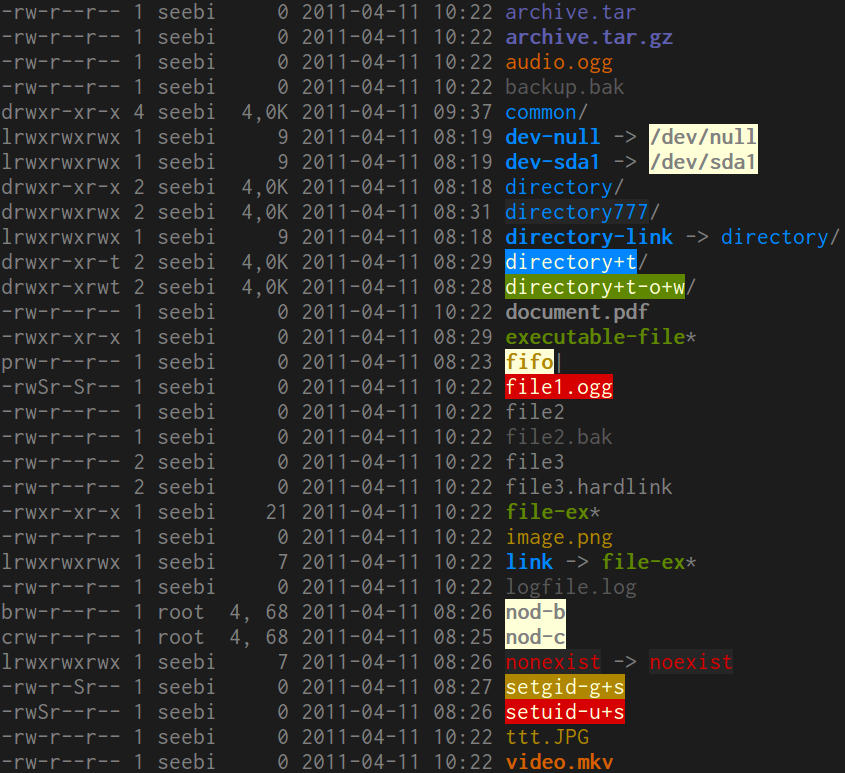 -rw-r--r-- 1 seebi     0 2011-04-11 10:22 archive.tar
-rw-r--r-- 1 seebi     0 2011-04-11 10:22 archive.tar.gz
-rw-r--r-- 1 seebi     0 2011-04-11 10:22 audio.ogg
-rw-r--r-- 1 seebi     0 2011-04-11 10:22 backup.bak
drwxr-xr-x 4 seebi  4,0K 2011-04-11 09:37 common/
lrwxrwxrwx 1 seebi     9 2011-04-11 08:19 dev-null -> /dev/null
lrwxrwxrwx 1 seebi     9 2011-04-11 08:19 dev-sda1 -> /dev/sda1
drwxr-xr-x 2 seebi  4,0K 2011-04-11 08:18 directory/
drwxrwxrwx 2 seebi  4,0K 2011-04-11 08:31 directory777/
lrwxrwxrwx 1 seebi     9 2011-04-11 08:18 directory-link -> directory/
drwxr-xr-t 2 seebi  4,0K 2011-04-11 08:29 directory+t/
drwxr-xrwt 2 seebi  4,0K 2011-04-11 08:28 directory+t-o+w/
-rw-r--r-- 1 seebi     0 2011-04-11 10:22 document.pdf
-rwxr-xr-x 1 seebi     0 2011-04-11 08:29 executable-file*
prw-r--r-- 1 seebi     0 2011-04-11 08:23 fifo|
-rwSr-Sr-- 1 seebi     0 2011-04-11 10:22 file1.ogg
-rw-r--r-- 1 seebi     0 2011-04-11 10:22 file2
-rw-r--r-- 1 seebi     0 2011-04-11 10:22 file2.bak
-rw-r--r-- 2 seebi     0 2011-04-11 10:22 file3
-rw-r--r-- 2 seebi     0 2011-04-11 10:22 file3.hardlink
-rwxr-xr-x 1 seebi    21 2011-04-11 10:22 file-ex*
-rw-r--r-- 1 seebi     0 2011-04-11 10:22 image.png
lrwxrwxrwx 1 seebi     7 2011-04-11 10:22 link -> file-ex*
-rw-r--r-- 1 seebi     0 2011-04-11 10:22 logfile.log
brw-r--r-- 1 root  4, 68 2011-04-11 08:26 nod-b
crw-r--r-- 1 root  4, 68 2011-04-11 08:25 nod-c
lrwxrwxrwx 1 seebi     7 2011-04-11 08:26 nonexist -> noexist
-rw-r-Sr-- 1 seebi     0 2011-04-11 08:27 setgid-g+s
-rwSr--r-- 1 seebi     0 2011-04-11 08:26 setuid-u+s
-rw-r--r-- 1 seebi     0 2011-04-11 10:22 ttt.JPG
-rw-r--r-- 1 seebi     0 2011-04-11 10:22 video.mkv